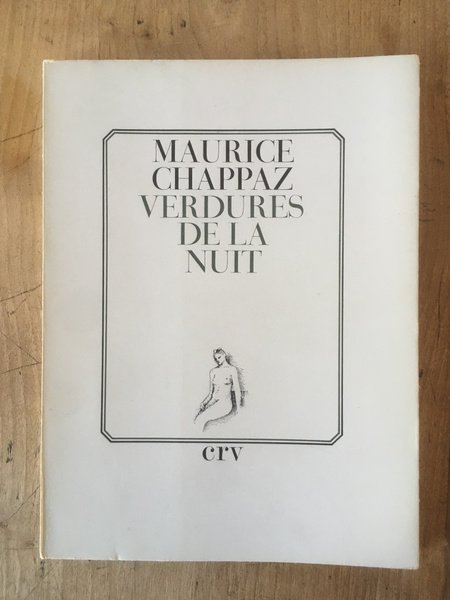 MAURICE
CHAPPAZ
VERDURES
DE LA
NUIT
crv